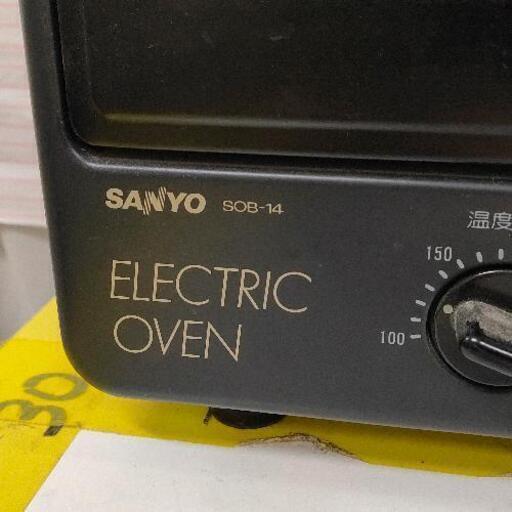 SANYO SOB-14
温度
150
100
ELECTRIC
OVEN
30